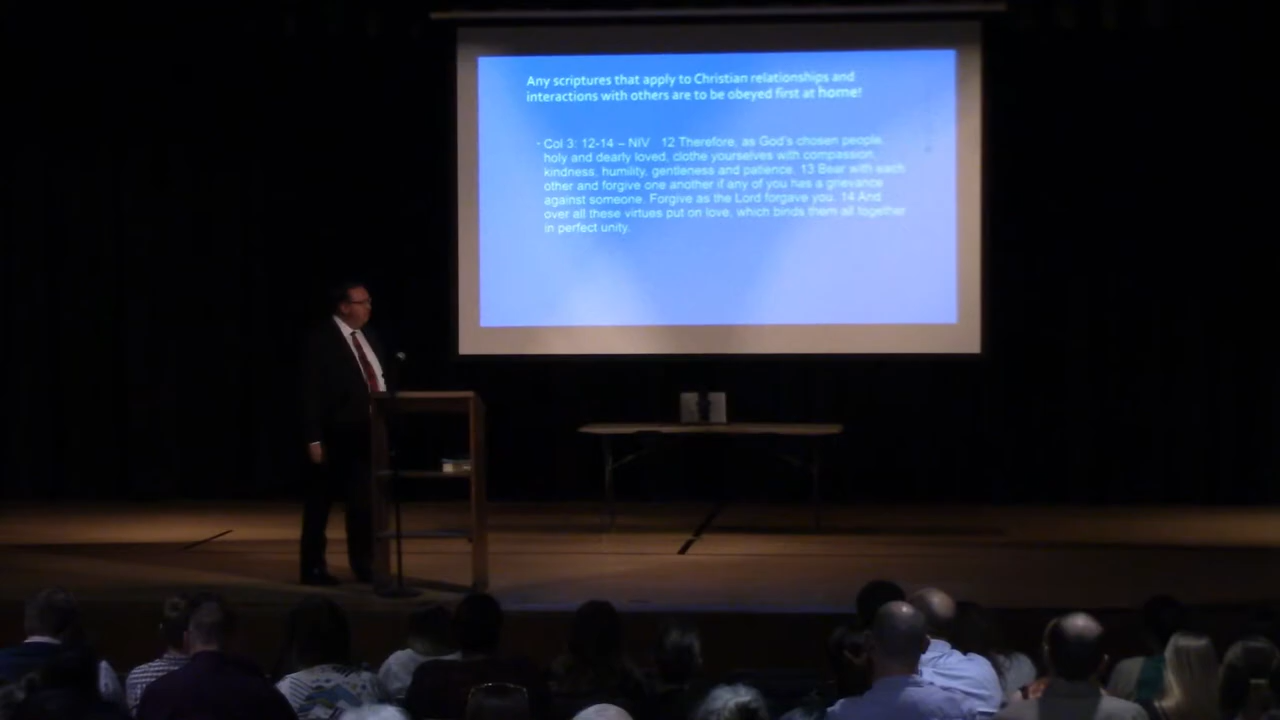 Any scriptures that apply to Christian relationships and
interactions with others are to be obeyed first at home!
· Col 3: 12-14 – NIV 12 Therefore, as God's chosen people,
holy and dearly loved, clothe yourselves with compassion,
kindness, humility, gentleness and patience. 13 Bear with each
other and forgive one another if any of you has a grievance
against someone. Forgive as the Lord forgave you. 14 And
over all these virtues put on love, which binds them all together
in perfect unity.